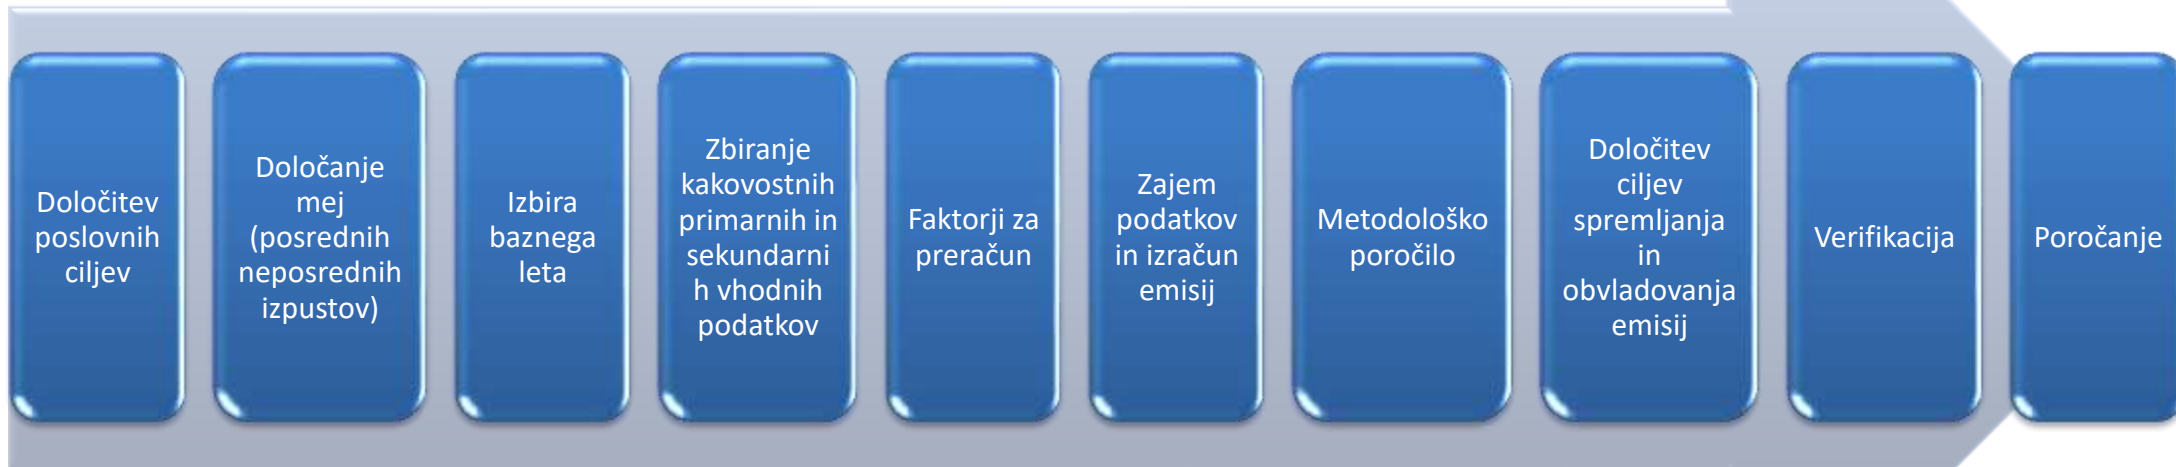 Določitev
poslovnih
ciljev
Določanje
mej
(posrednih
neposrednih
izpustov)
Izbira
baznega
leta
Zbiranje
kakovostnih
primarnih in
sekundarni
h vhodnih
podatkov
Faktorji za
preračun
Zajem
podatkov
in izračun
emisij
Metodološko
poročilo
Določitev
ciljev
spremljanja
in
obvladovanja
emisij
Verifikacija
Poročanje